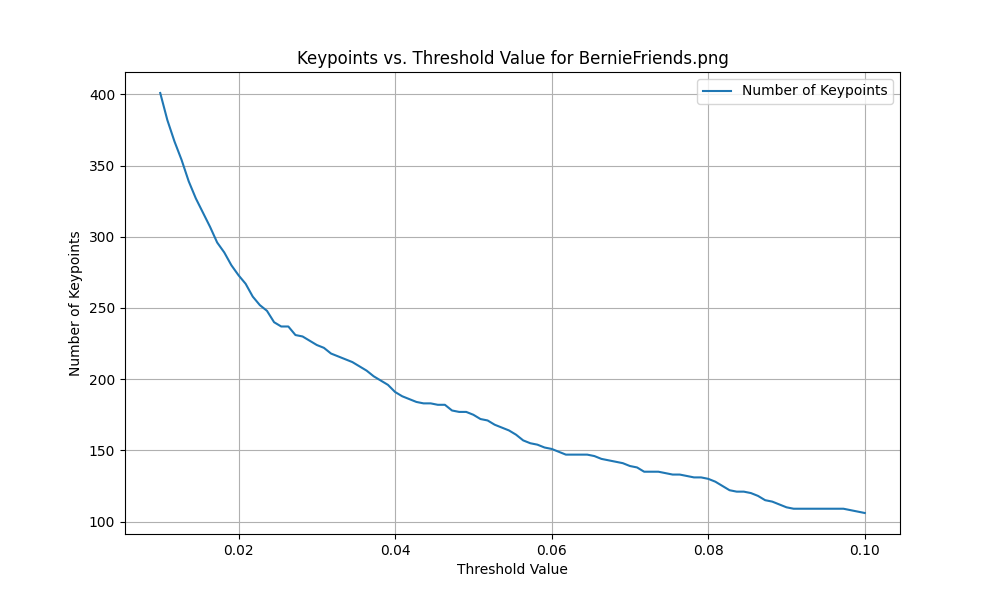 Keypoints vs. Threshold Value for BernieFriends.png
Number of Keypoints
400
350
300
250
200
150
100
Number of Keypoints
0.02 0.04 0.06 0.08 0.10
Threshold Value